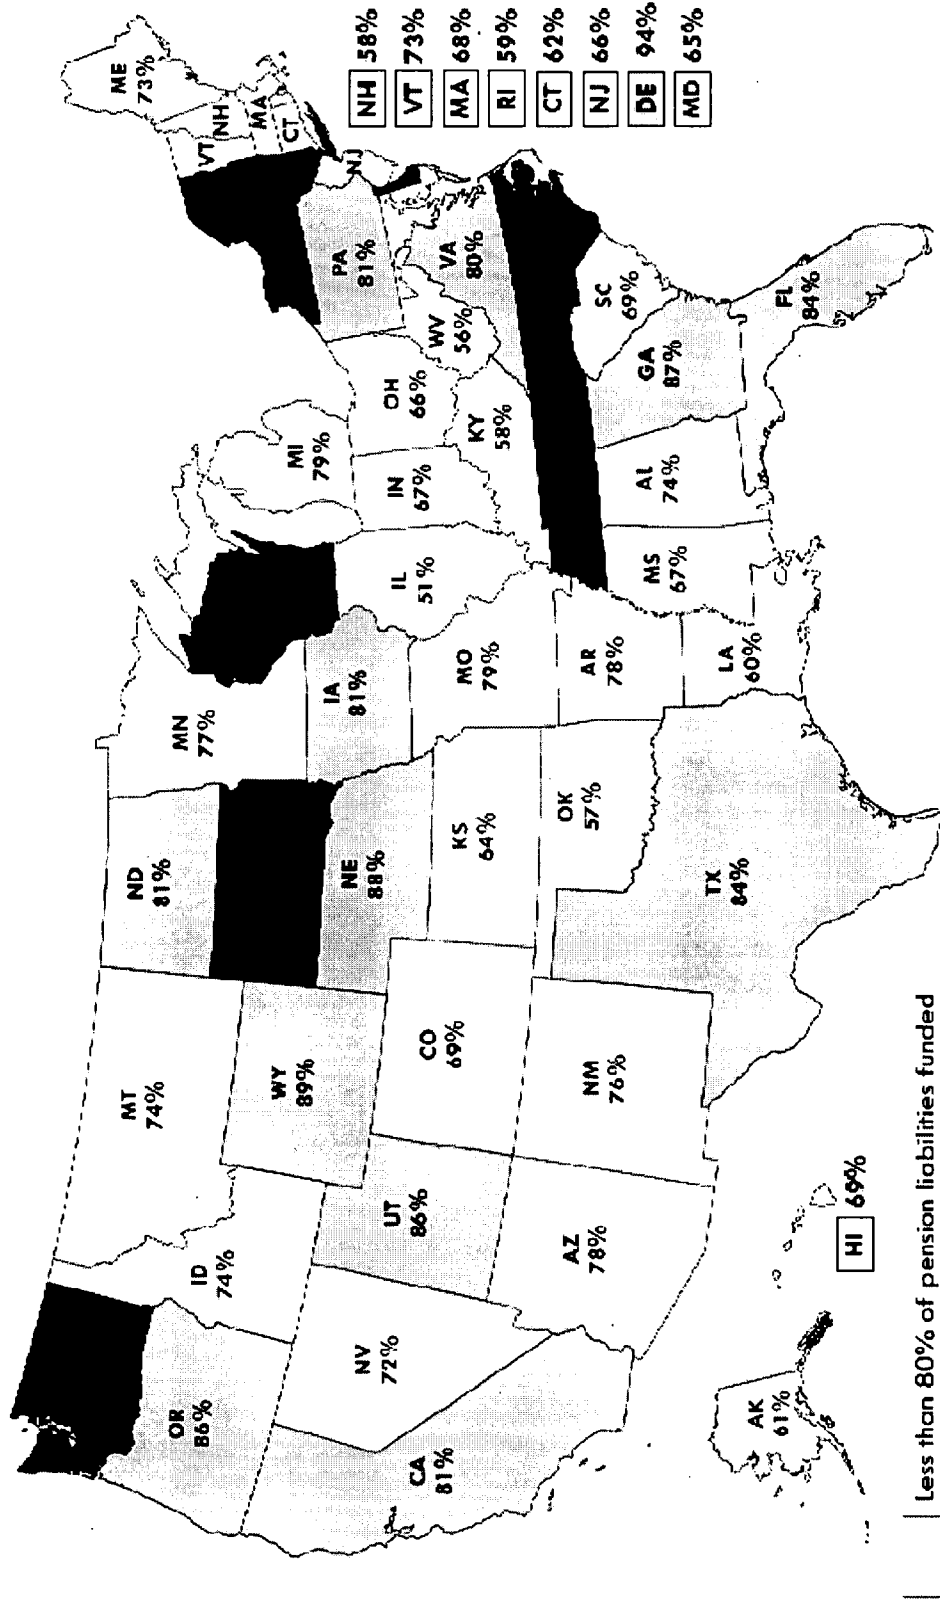 ME
73%
VT
NH
MA
CT
NJ
NH 58%
VT 73%
MA 68%
RI 59%
CT 62%
NJ 66%
DE 94%
MD 65%
MT
74%
ND
81%
MN
77%
MI
79%
PA
81%
ID
74%
WY
89%
NE
88%
IA
81%
IL
51%
IN
67%
OH
66%
WV
56%
VA
80%
OR
86%
NV
72%
UT
86%
CO
69%
KS
64%
MO
79%
KY
58%
CA
81%
AZ
78%
NM
76%
OK
57%
AR
78%
SC
69%
MS
67%
AL
74%
GA
87%
TX
84%
LA
60%
FL
84%
AK
61%
HI 69%
Less than 80% of pension liabilities funded